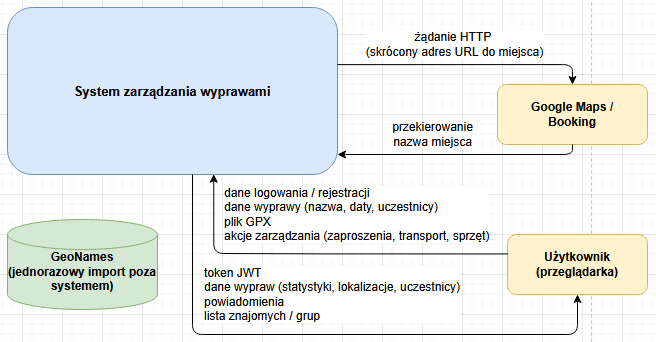 żądanie HTTP
(skrócony adres URL do miejsca)
System zarządzania wyprawami
Google Maps /
Booking
przekierowanie
nazwa miejsca
dane logowania / rejestracji
dane wyprawy (nazwa, daty, uczestnicy)
plik GPX
akcje zarządzania (zaproszenia, transport, sprzęt)
GeoNames
(jednorazowy import poza
systemem)
Użytkownik
(przeglądarka)
token JWT
dane wypraw (statystyki, lokalizacje, uczestnicy)
powiadomienia
lista znajomych / grup